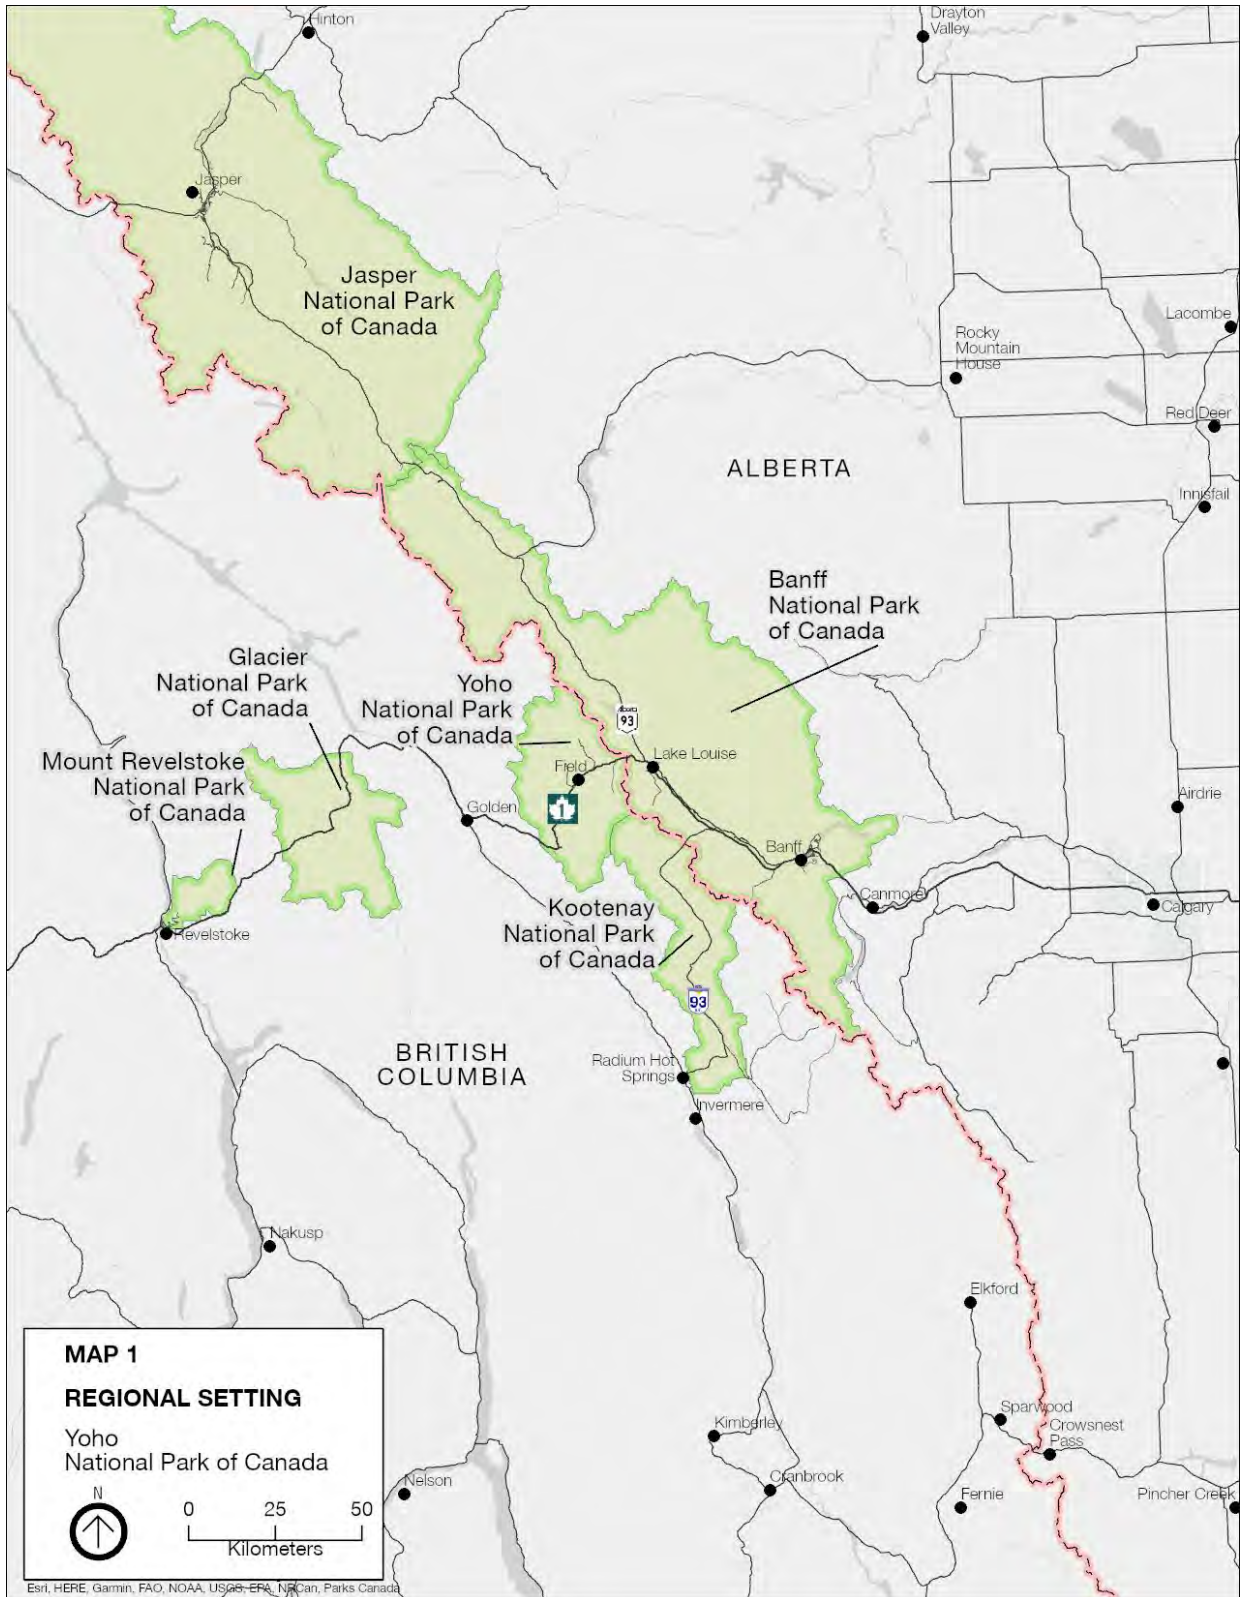 Hinton
Drayton
Valley
Jasper
Jasper
National Park
of Canada
Lacombe
Rocky
Mountain
House
Red Deer
ALBERTA
Innisfail
Banff
National Park
of Canada
Glacier
National Park
of Canada
Yoho
National Park
of Canada
Alberta
93
Mount Revelstoke
National Park
of Canada
Lake Louise
Field
1
Golden
Airdrie
Banff
Canmore
Calgary
Kootenay
National Park
of Canada
Revelstoke
93
BRITISH
COLUMBIA
Radium Hot
Springs
Invermere
Nakusp
Elkford
Sparwood
Crowsnest
Pass
Kimberley
Cranbrook
Nelson
Fernie
Pincher Creek
MAP 1
REGIONAL SETTING
Yoho
National Park of Canada
N
0 25 50
Kilometers
Esri, HERE, Garmin, FAO, NOAA, USGS, EPA, NRCan, Parks Canada